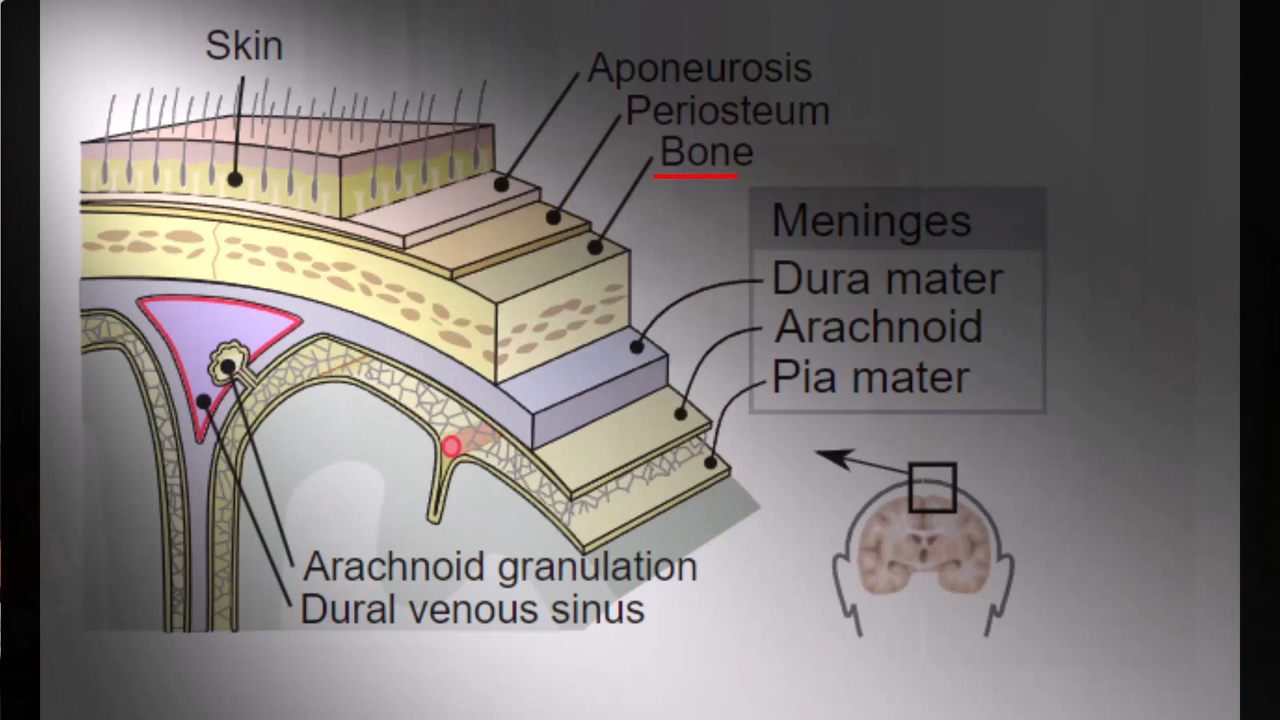 Skin
Aponeurosis
Periosteum
Bone
Meninges
Dura mater
Arachnoid
Pia mater
Arachnoid granulation
Dural venous sinus